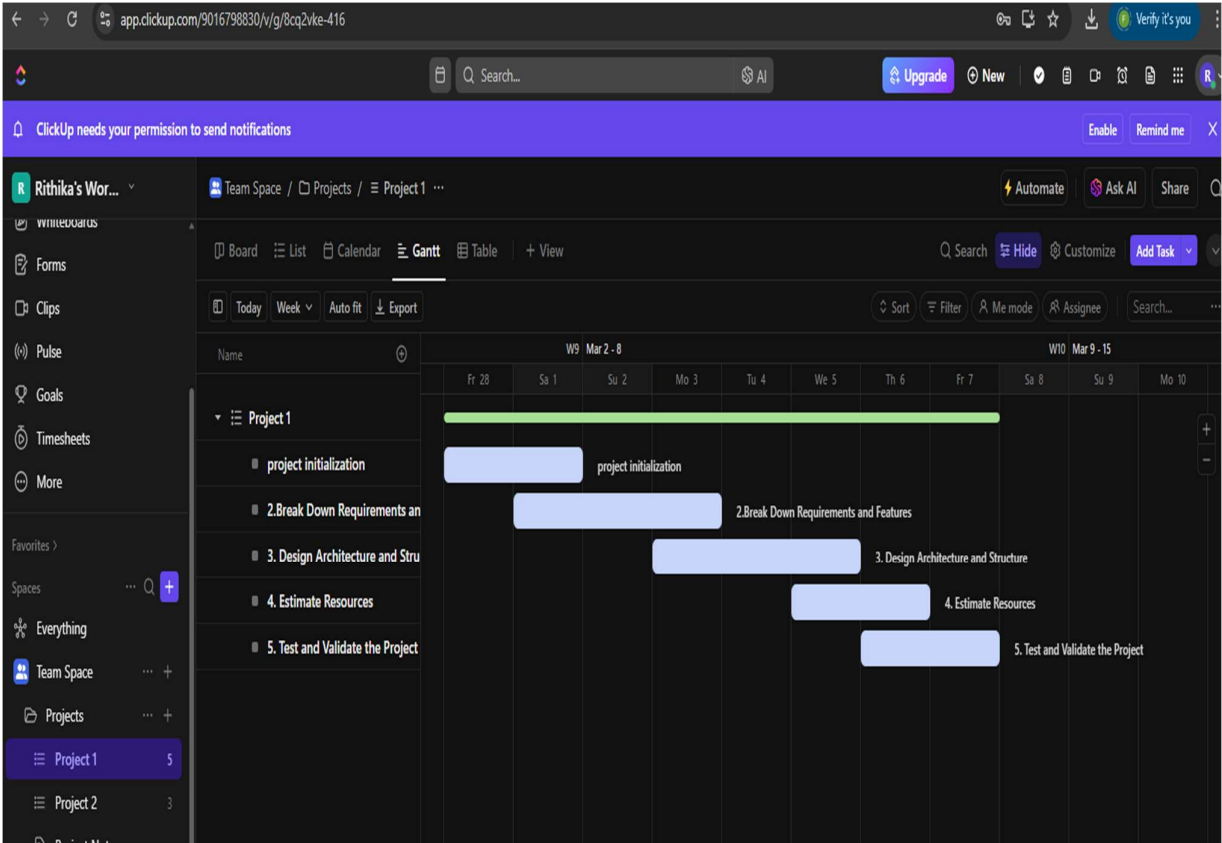 app.clickup.com/9016798830/v/g/8cq2vke-416
Verify it's you
Search...
AI
Upgrade
New
R
ClickUp needs your permission to send notifications
Enable
Remind me
X
R Rithika's Wor...
Team Space / Projects / Project 1 ...
Automate
Ask AI
Share
Whiteboards
Forms
Clips
Pulse
Goals
Timesheets
More
Favorites >
Spaces
Everything
Team Space
Projects
Project 1 5
Project 2 3
Board List Calendar Gantt Table + View
Search Hide Customize Add Task
Today Week Auto fit Export
Sort Filter Me mode Assignee Search...
Name
W9 Mar 2 - 8
W10 Mar 9 - 15
Fr 28 Sa 1 Su 2 Mo 3 Tu 4 We 5 Th 6 Fr 7 Sa 8 Su 9 Mo 10
Project 1
project initialization
project initialization
2.Break Down Requirements an
2.Break Down Requirements and Features
3. Design Architecture and Stru
3. Design Architecture and Structure
4. Estimate Resources
4. Estimate Resources
5. Test and Validate the Project
5. Test and Validate the Project